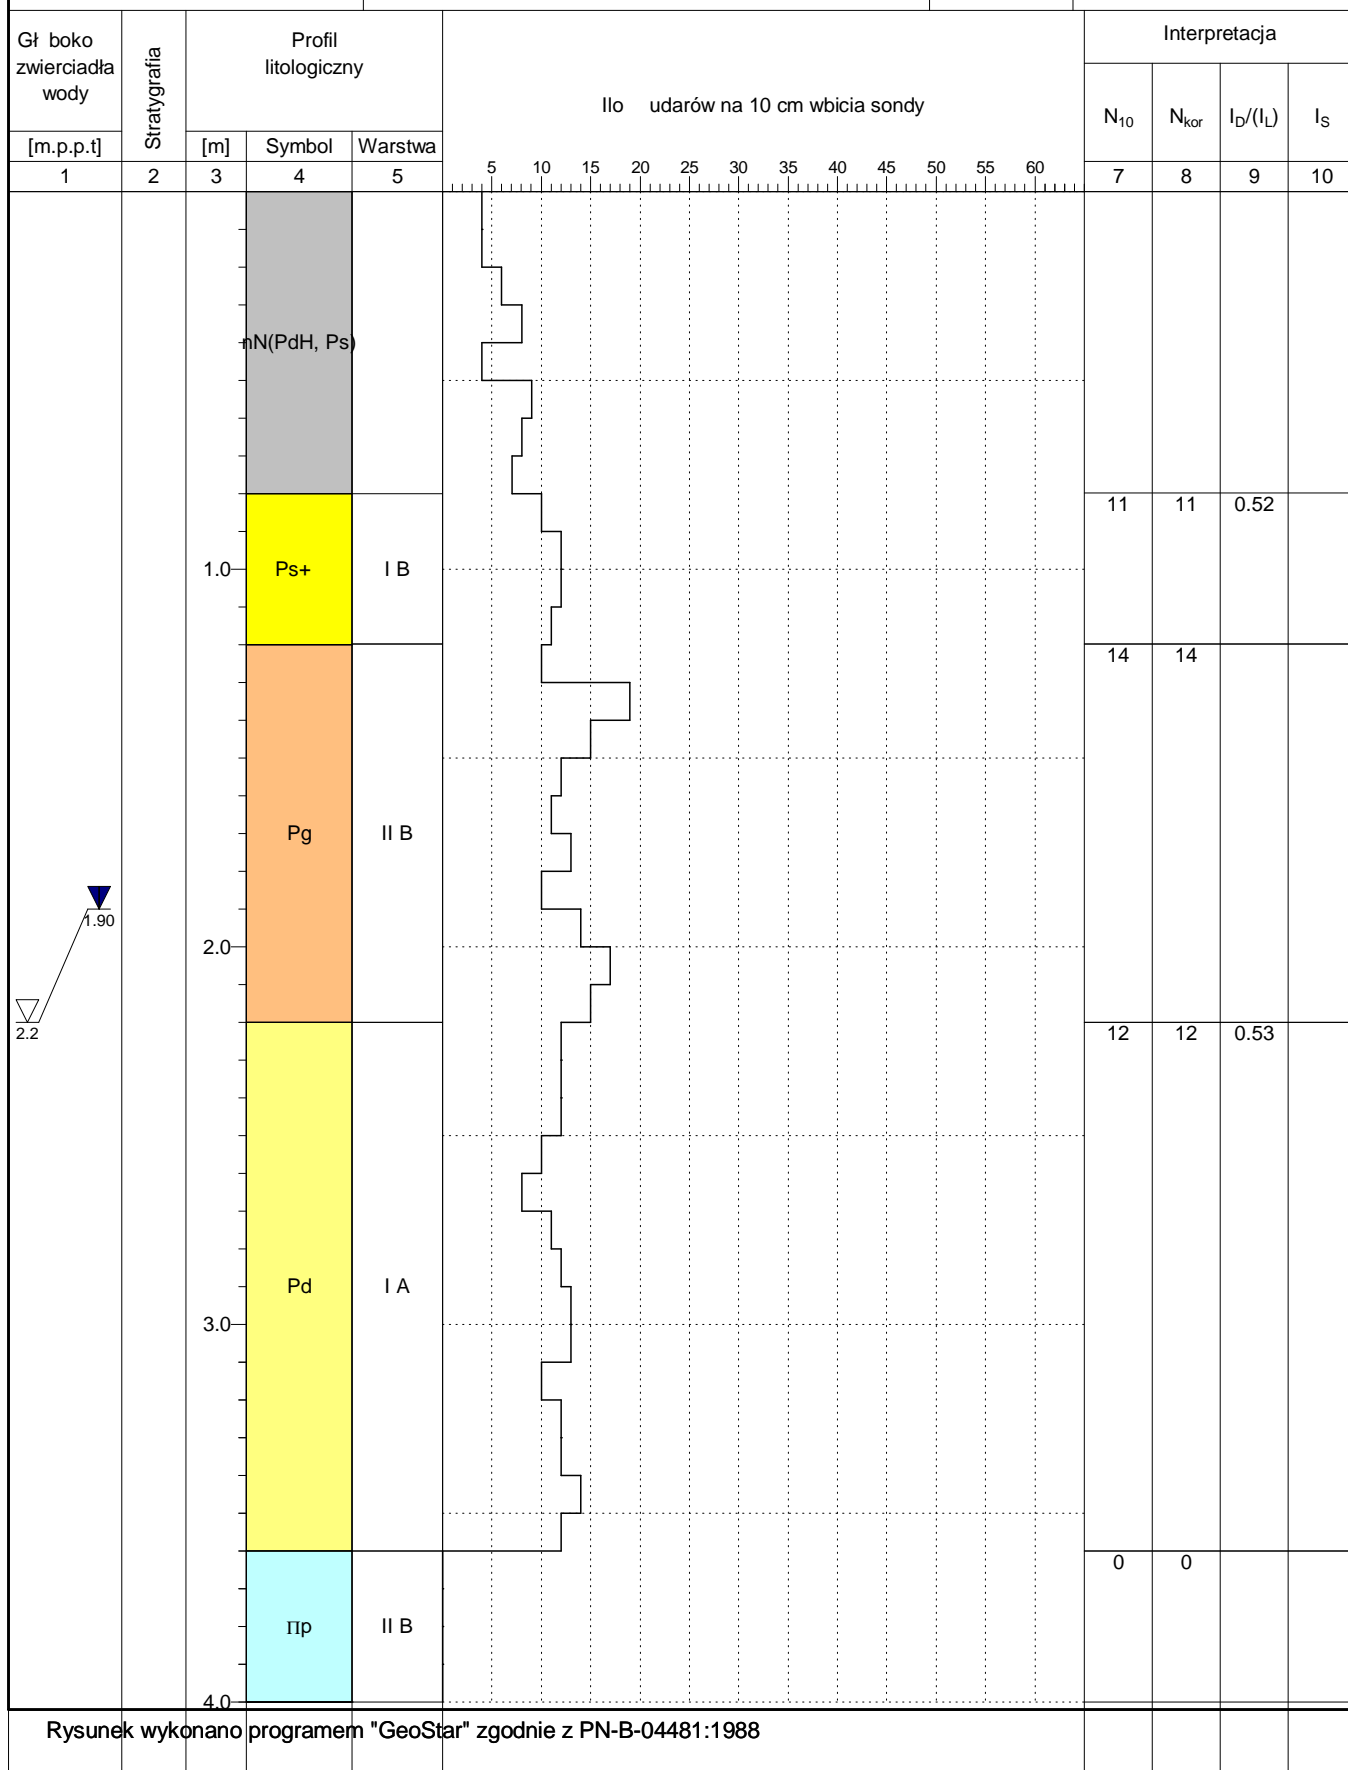 Gł boko
zwierciadła
wody
[m.p.p.t]
1
Stratygrafia
2
Profil
litologiczny
[m] Symbol Warstwa
3 4 5
Ilo udarów na 10 cm wbicia sondy
5 10 15 20 25 30 35 40 45 50 55 60
Interpretacja
N10 Nkor ID/(IL) IS
7 8 9 10
nN(PdH, Ps)
11 11 0.52
1.0 Ps+ I B
14 14
Pg II B
1.90
2.0
2.2
12 12 0.53
Pd I A
3.0
0 0
Πp II B
4.0
Rysunek wykonano programem "GeoStar" zgodnie z PN-B-04481:1988